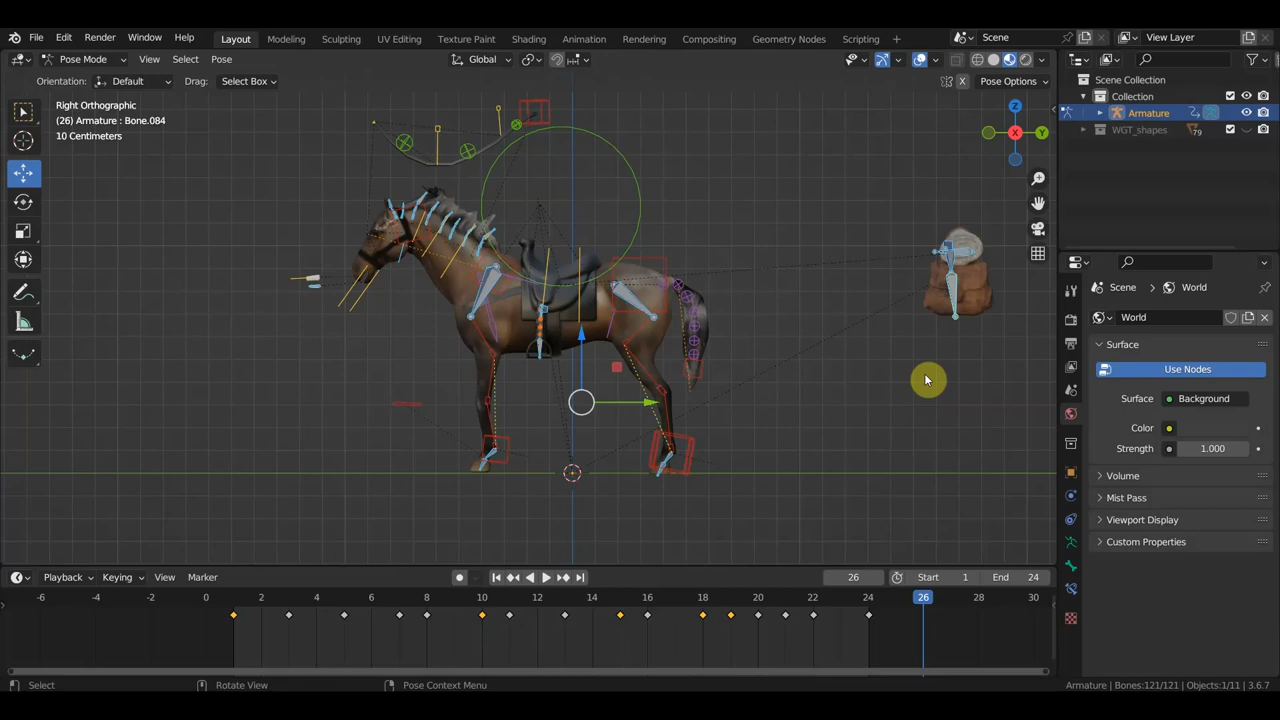 File Edit Render Window Help Layout Modeling Sculpting UV Editing Texture Paint Shading Animation Rendering Compositing Geometry Nodes Scripting + Scene View Layer
Pose Mode View Select Pose Global
Orientation: Default Drag: Select Box X Pose Options
Right Orthographic
(26) Armature : Bone.084
10 Centimeters
Z
X
Y
Scene Collection
Collection
Armature
WGT_shapes 79
Scene World
World
Surface
Use Nodes
Surface Background
Color
Strength 1.000
Volume
Mist Pass
Viewport Display
Custom Properties
Playback Keying View Marker 26 Start 1 End 24
-6 -4 -2 0 2 4 6 8 10 12 14 16 18 20 22 24 26 28 30
Select Rotate View Pose Context Menu Armature | Bones:121/121 | Objects:1/11 | 3.6.7